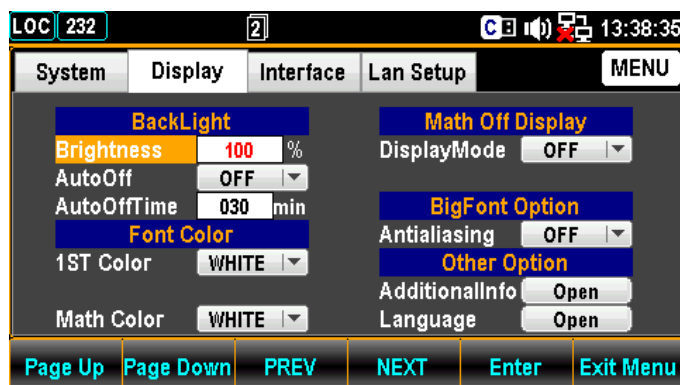 LOC 232 2 C 13:38:35
System Display Interface Lan Setup MENU
BackLight
Brightness 100 %
AutoOff OFF
AutoOffTime 030 min
Font Color
1ST Color WHITE
Math Color WHITE
Math Off Display
DisplayMode OFF
BigFont Option
Antialiasing OFF
Other Option
AdditionalInfo Open
Language Open
Page Up Page Down PREV NEXT Enter Exit Menu